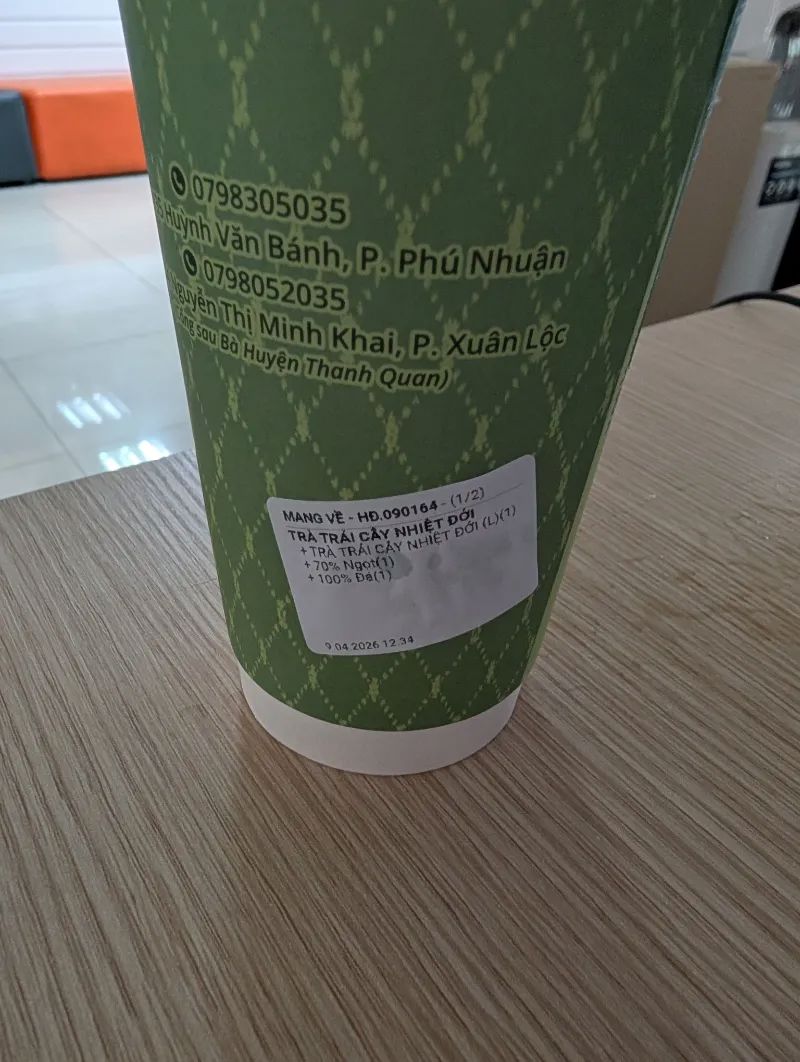 0798305035
Huỳnh Văn Bánh, P. Phú Nhuận
0798052035
Nguyễn Thị Minh Khai, P. Xuân Lộc
sau Bà Huyện Thanh Quan)
MANG VỀ - HĐ.090164 - (1/2)
TRÀ TRÁI CÂY NHIỆT ĐỚI
+TRÀ TRÁI CÂY NHIỆT ĐỚI (L)(1)
+70% Ngọt(1)
+100% Đá(1)
9.04.2026 12:34